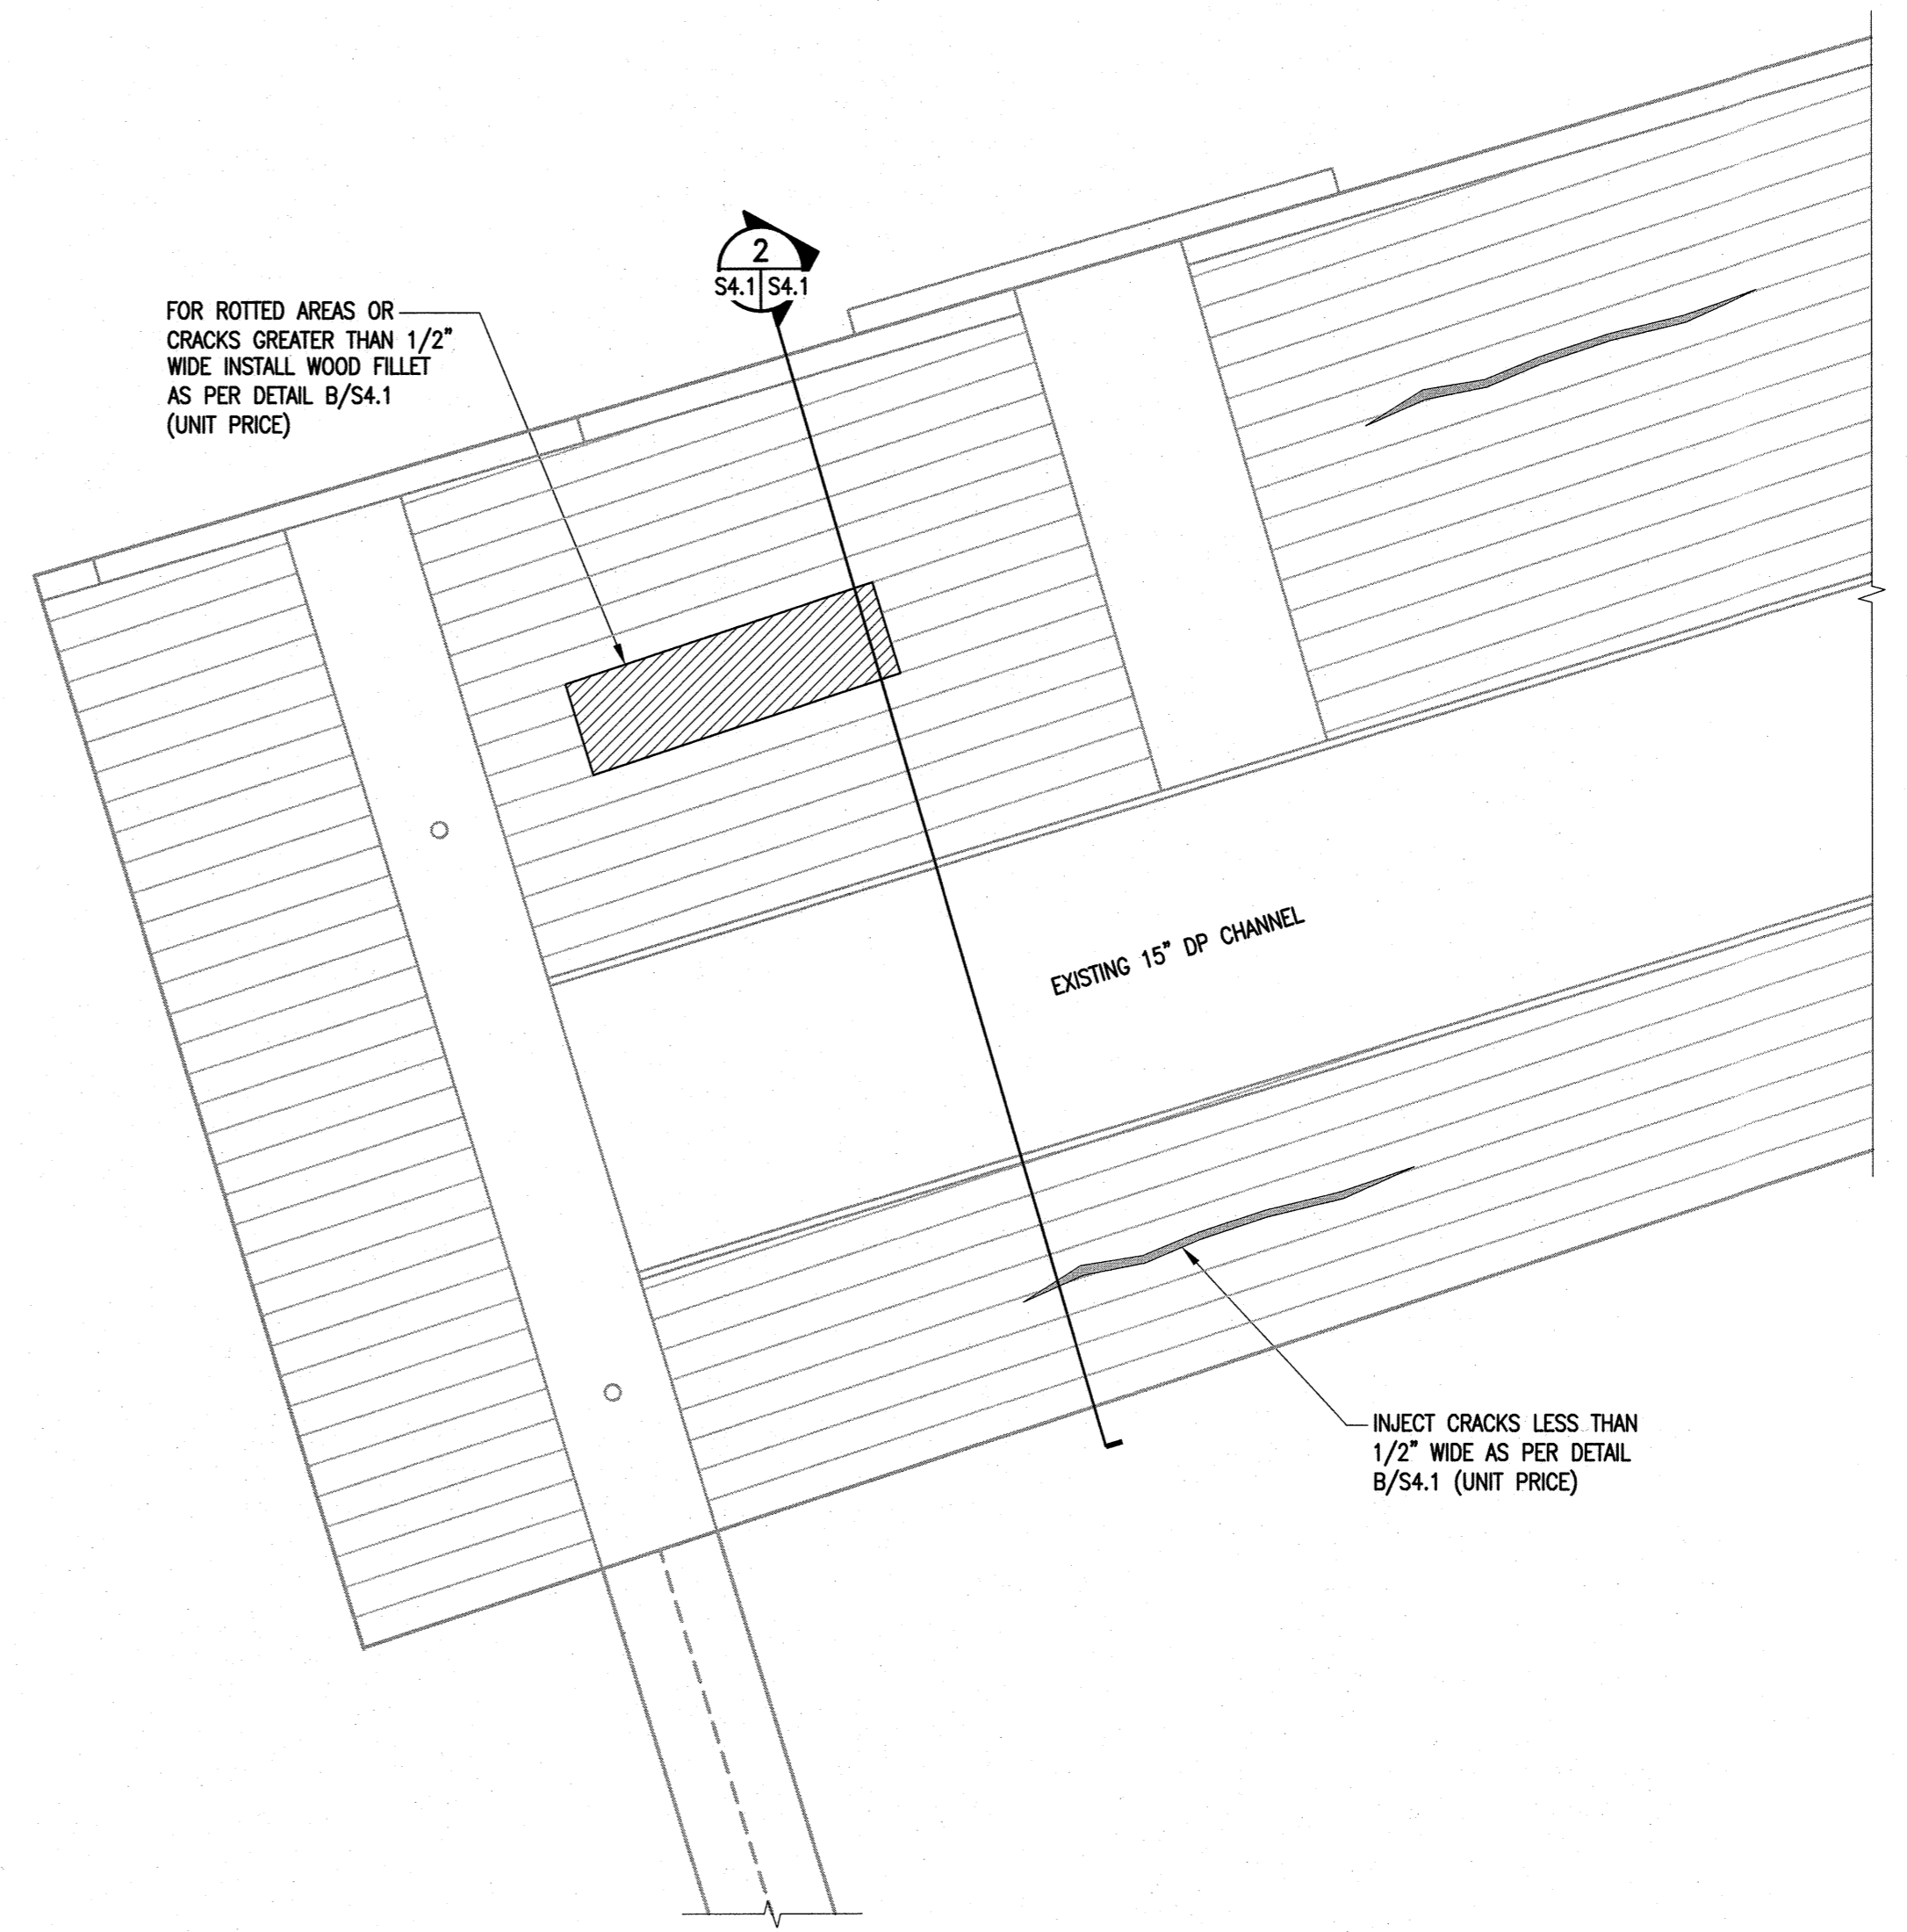 2
S4.1 S4.1
FOR ROTTED AREAS OR
CRACKS GREATER THAN 1/2"
WIDE INSTALL WOOD FILLET
AS PER DETAIL B/S4.1
(UNIT PRICE)
EXISTING 15" DP CHANNEL
INJECT CRACKS LESS THAN
1/2" WIDE AS PER DETAIL
B/S4.1 (UNIT PRICE)